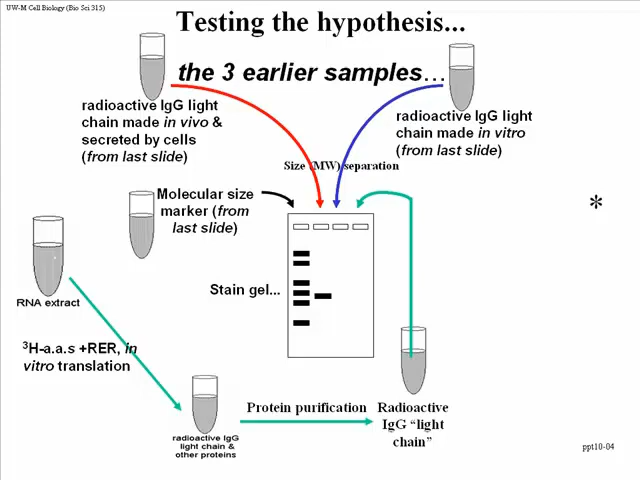 UW-M Cell Biology (Bio Sci 315)
Testing the hypothesis...
the 3 earlier samples...
radioactive IgG light
chain made in vivo &
secreted by cells
(from last slide)
radioactive IgG light
chain made in vitro
(from last slide)
Size (MW) separation
Molecular size
marker (from
last slide)
*
Stain gel...
RNA extract
³H-a.a.s +RER, in
vitro translation
radioactive IgG
light chain &
other proteins
Protein purification
Radioactive
IgG “light
chain”
ppt10-04